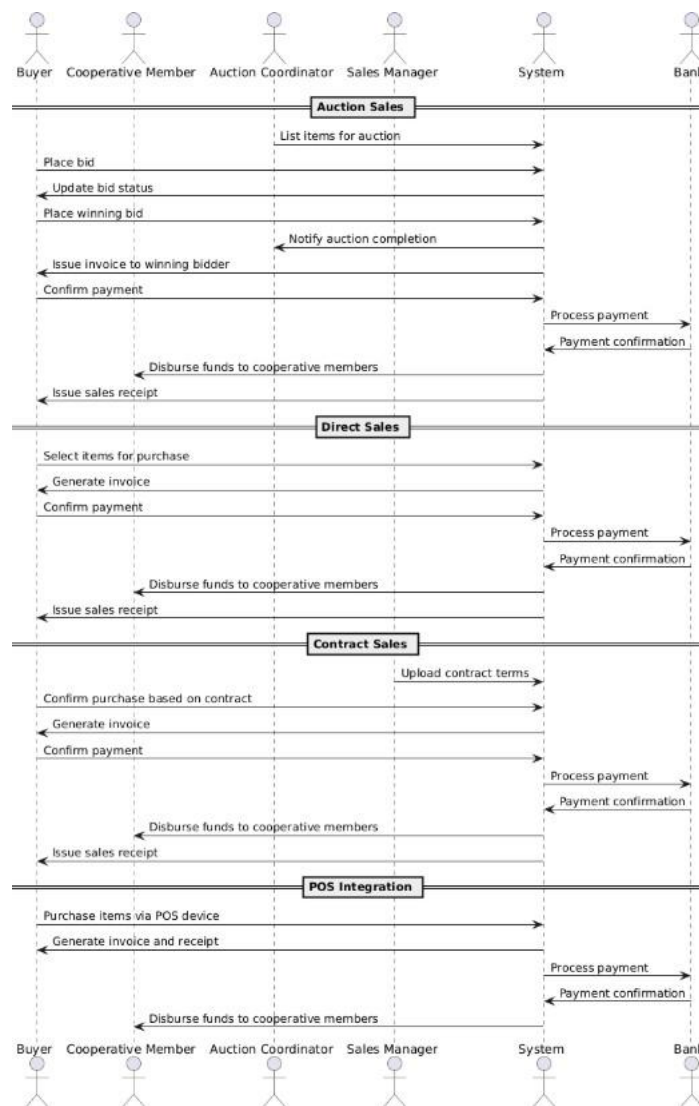 Buyer Cooperative Member Auction Coordinator Sales Manager System Bank
Auction Sales
List items for auction
Place bid
Update bid status
Place winning bid
Notify auction completion
Issue invoice to winning bidder
Confirm payment
Process payment
Payment confirmation
Disburse funds to cooperative members
Issue sales receipt
Direct Sales
Select items for purchase
Generate invoice
Confirm payment
Process payment
Payment confirmation
Disburse funds to cooperative members
Issue sales receipt
Contract Sales
Upload contract terms
Confirm purchase based on contract
Generate invoice
Confirm payment
Process payment
Payment confirmation
Disburse funds to cooperative members
Issue sales receipt
POS Integration
Purchase items via POS device
Generate invoice and receipt
Process payment
Payment confirmation
Disburse funds to cooperative members
Buyer Cooperative Member Auction Coordinator Sales Manager System Bank